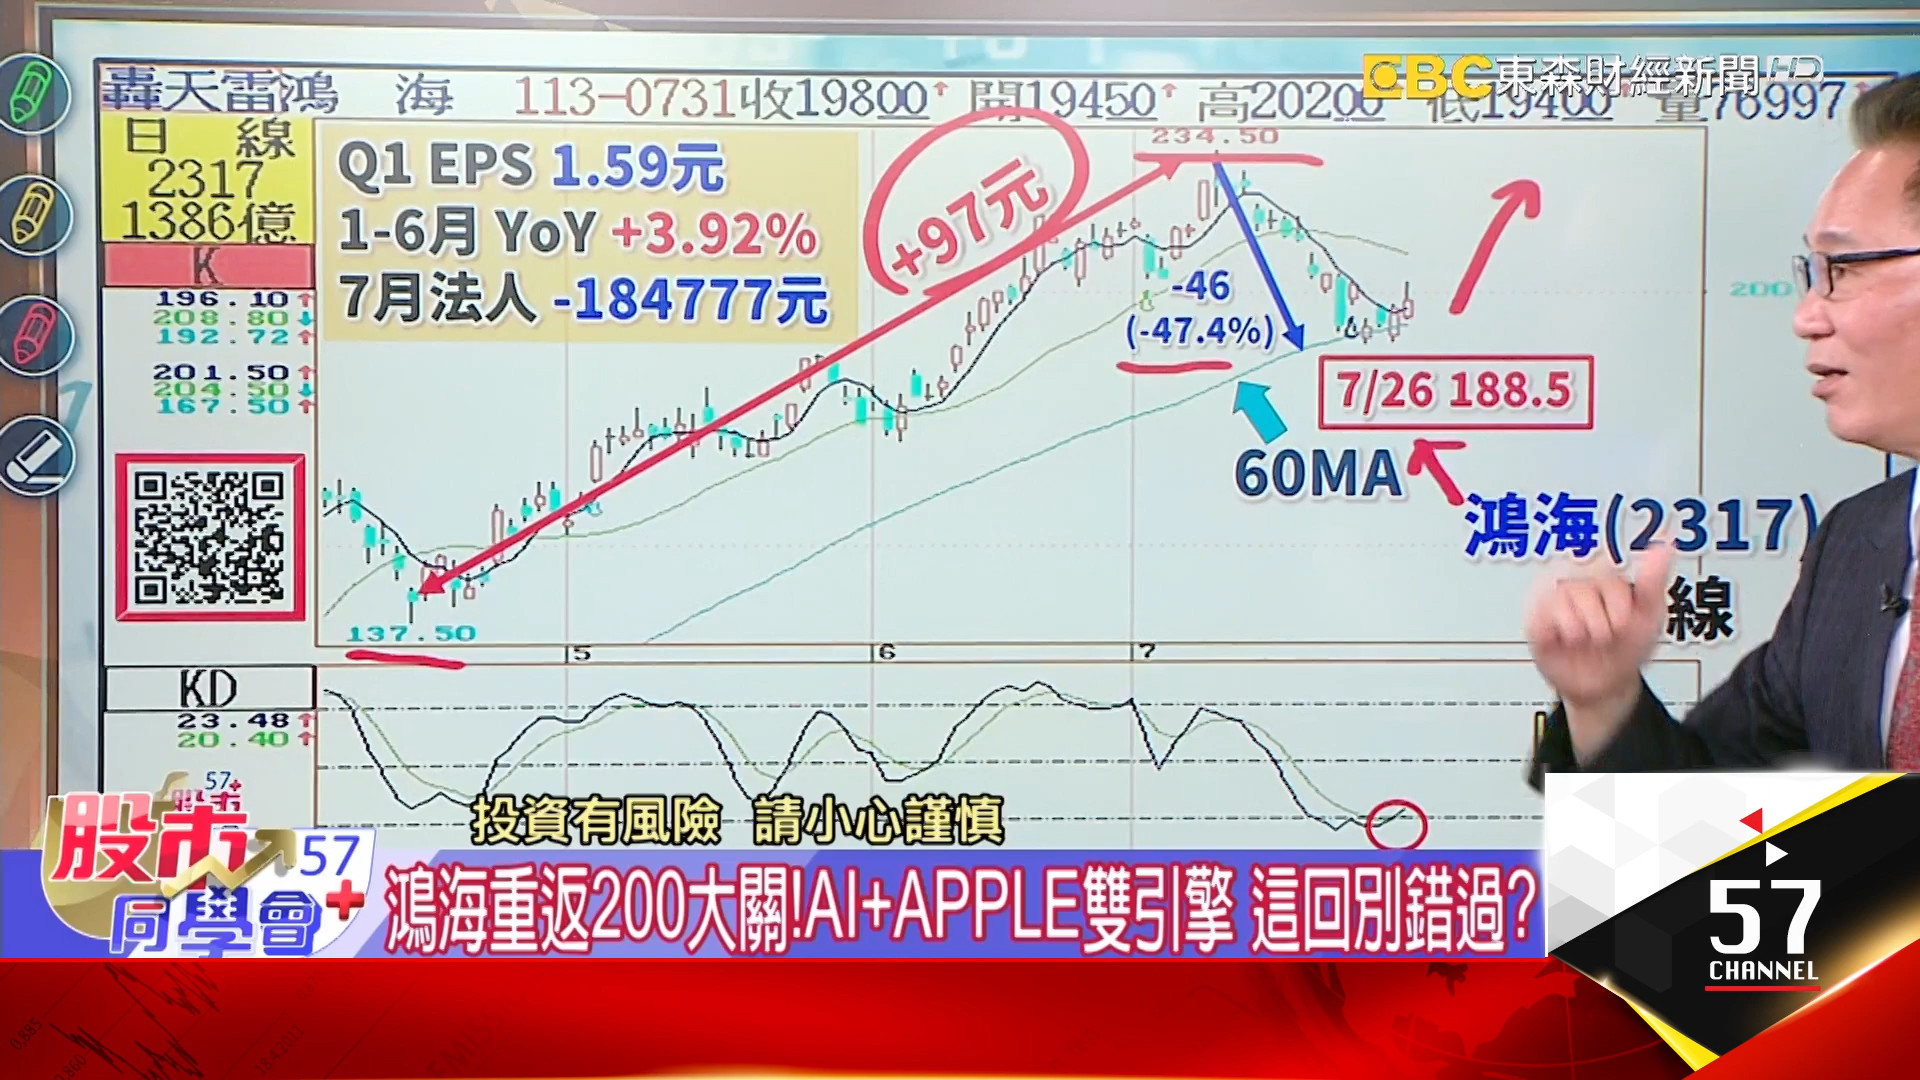 EBC東森財經新聞HD
轟天雷鴻 海 113-0731收19800↑ 開19450↑ 高20200 低19400 量76997
日 線
2317
1386億
K
196.10↑
208.80↓
192.72↑
201.50↑
204.50↓
167.50↑
Q1 EPS 1.59元
1-6月 YoY +3.92%
7月法人 -184777元
+97元
234.50
-46
(-47.4%)
200
7/26 188.5
60MA
鴻海(2317)
線
137.50
5
6
7
KD
23.48↑
20.40↑
投資有風險 請小心謹慎
57+
股市
股市 57
同學會+
鴻海重返200大關!AI+APPLE雙引擎 這回別錯過?
57
CHANNEL